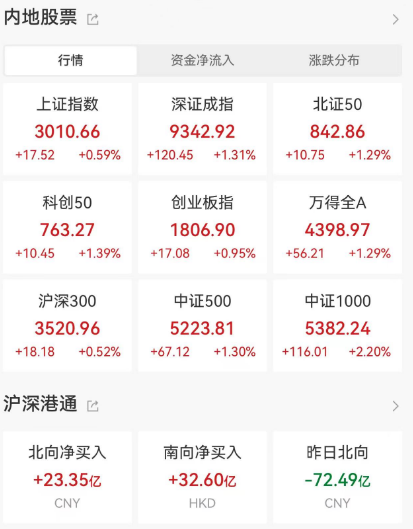 内地股票
行情 资金净流入 涨跌分布
上证指数 深证成指 北证50
3010.66 9342.92 842.86
+17.52 +0.59% +120.45 +1.31% +10.75 +1.29%
科创50 创业板指 万得全A
763.27 1806.90 4398.97
+10.45 +1.39% +17.08 +0.95% +56.21 +1.29%
沪深300 中证500 中证1000
3520.96 5223.81 5382.24
+18.18 +0.52% +67.12 +1.30% +116.01 +2.20%
沪深港通
北向净买入 南向净买入 昨日北向
+23.35亿 +32.60亿 -72.49亿
CNY HKD CNY